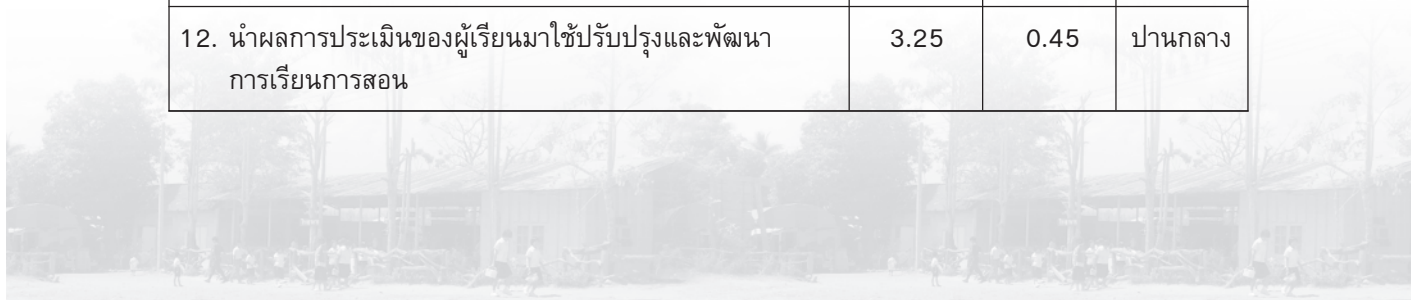 12. นำผลการประเมินของผู้เรียนมาใช้ปรับปรุงและพัฒนา 3.25 0.45 ปานกลาง
การเรียนการสอน